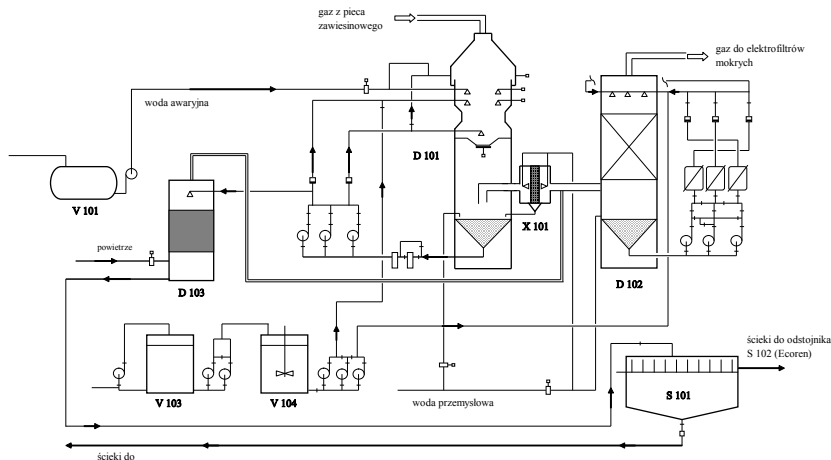 gaz z pieca
zawiesinowego
gaz do elektrofiltrów
mokrych
woda awaryjna
D 101
V 101
X 101
powietrze
D 103
D 102
ścieki do odstojnika
S 102 (Ecoren)
V 103
V 104
woda przemysłowa
S 101
ścieki do